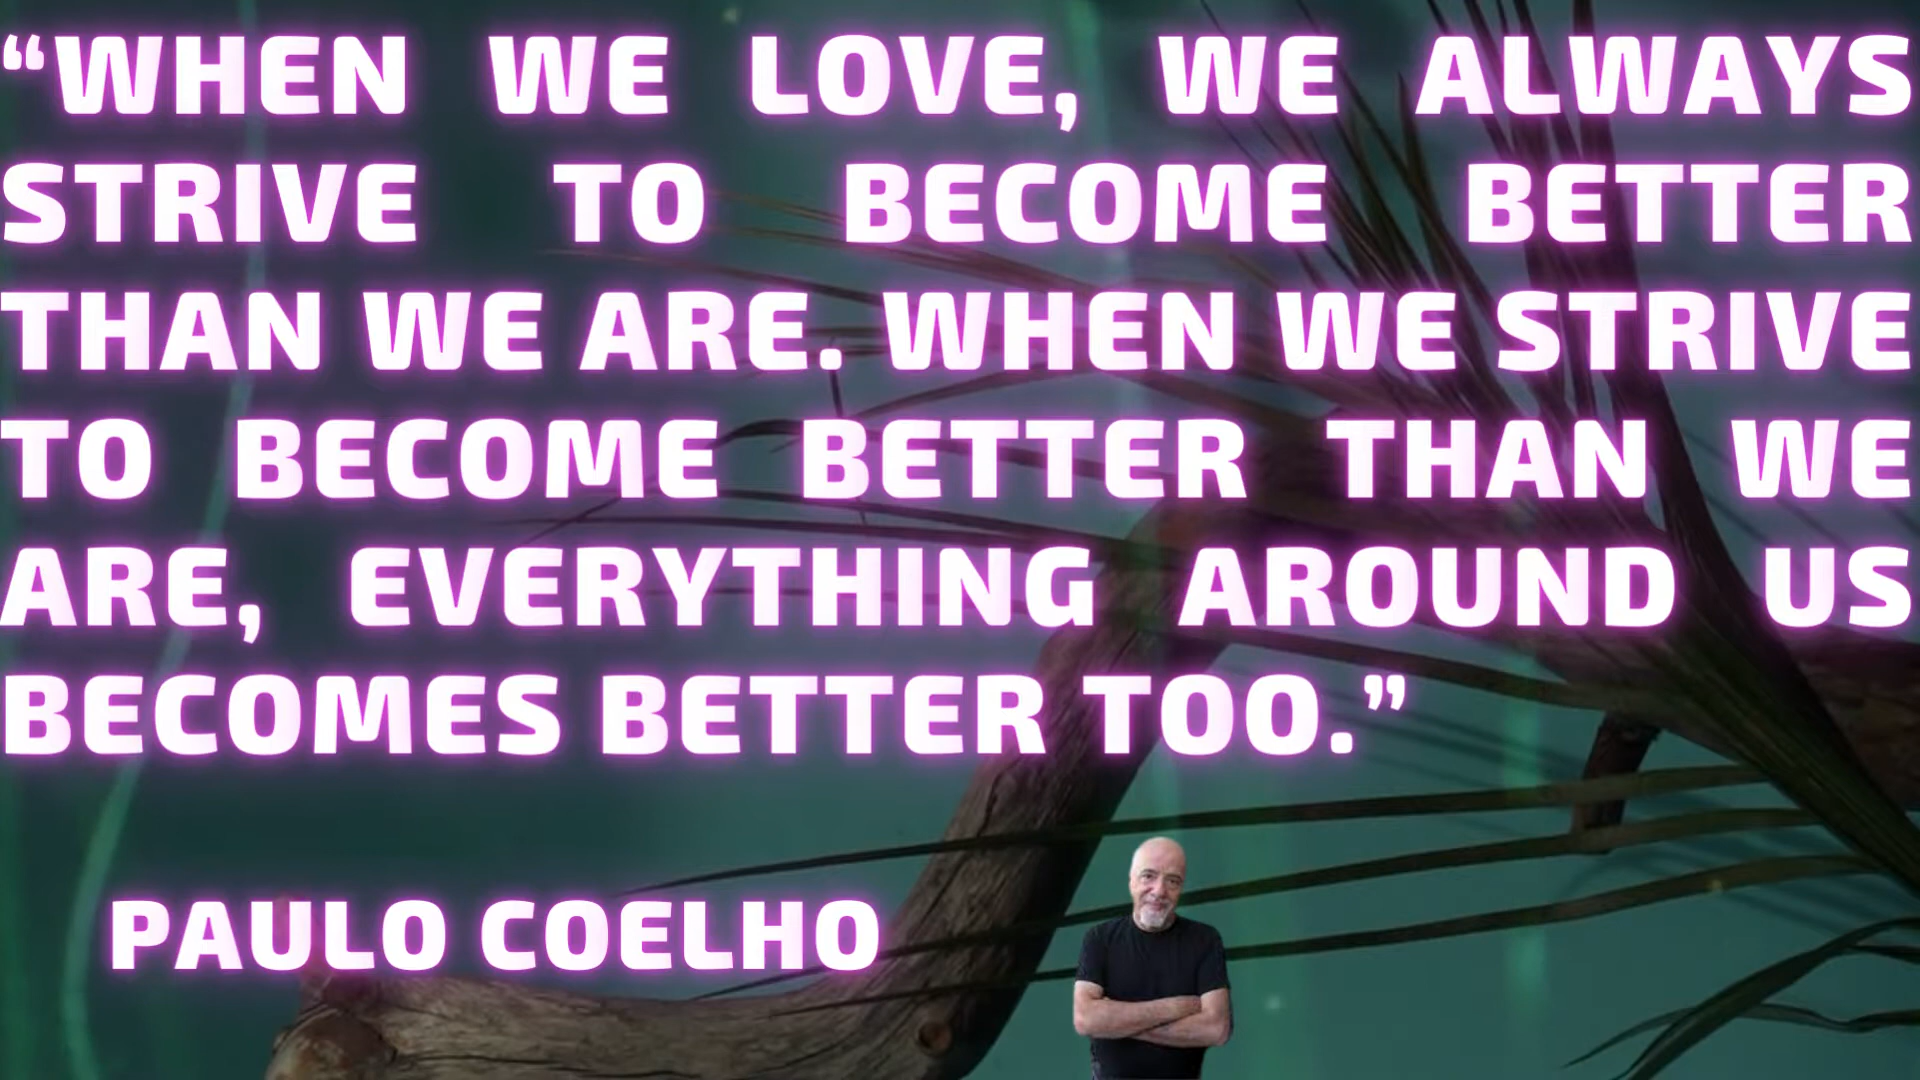 “WHEN WE LOVE, WE ALWAYS
STRIVE TO BECOME BETTER
THAN WE ARE. WHEN WE STRIVE
TO BECOME BETTER THAN WE
ARE, EVERYTHING AROUND US
BECOMES BETTER TOO.”
PAULO COELHO